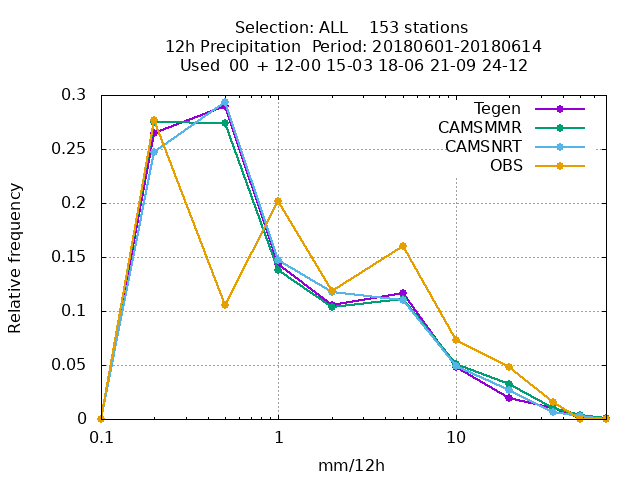 Selection: ALL    153 stations
12h Precipitation  Period: 20180601-20180614
Used  00 + 12-00 15-03 18-06 21-09 24-12
Tegen
CAMSMMR
CAMSNRT
OBS
0.3
0.25
0.2
0.15
0.1
0.05
0
Relative frequency
0.1 1 10
mm/12h